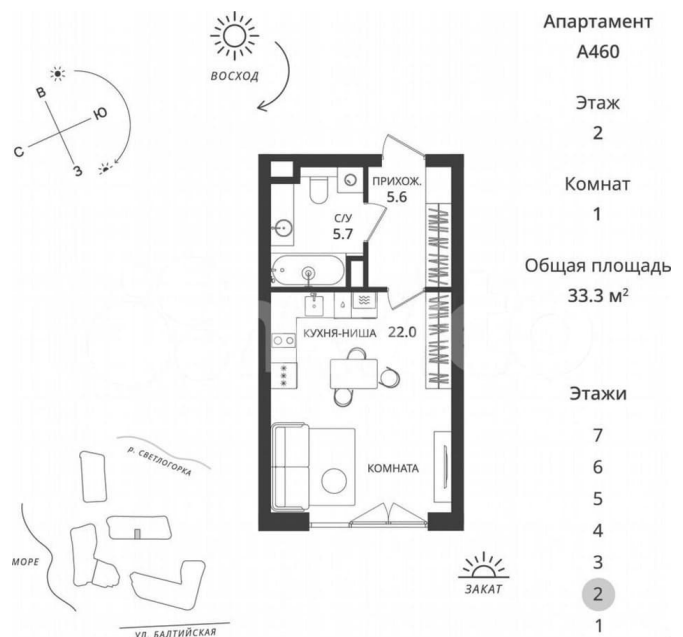 Апартамент
А460
Этаж
2
Комнат
1
Общая площадь
33.3 м²
Этажи
7
6
5
4
3
2
1
ВОСХОД
В
Ю
С
З
ПРИХОЖ.
5.6
С/У
5.7
КУХНЯ-НИША 22.0
КОМНАТА
ЗАКАТ
р. СВЕТЛОГОРКА
МОРЕ
УЛ. БАЛТИЙСКАЯ